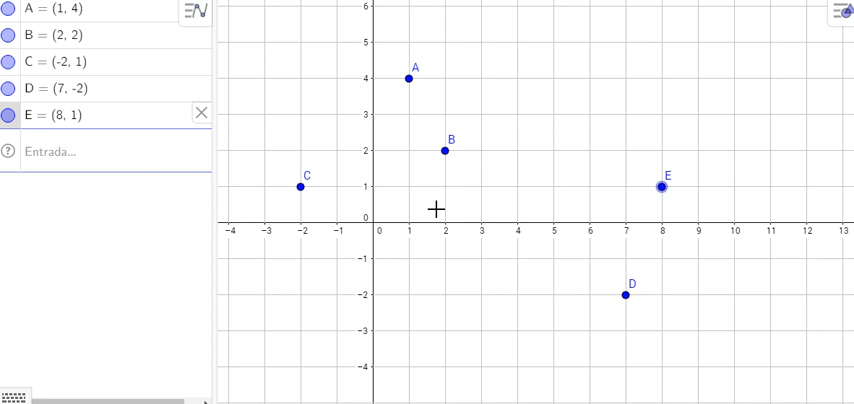 A = (1, 4)
B = (2, 2)
C = (-2, 1)
D = (7, -2)
E = (8, 1)
Entrada...
6
5
4
A
3
B
2
C
E
1
0
−4 −3 −2 −1 0 1 2 3 4 5 6 7 8 9 10 11 12 13
−1
D
−2
−3
−4